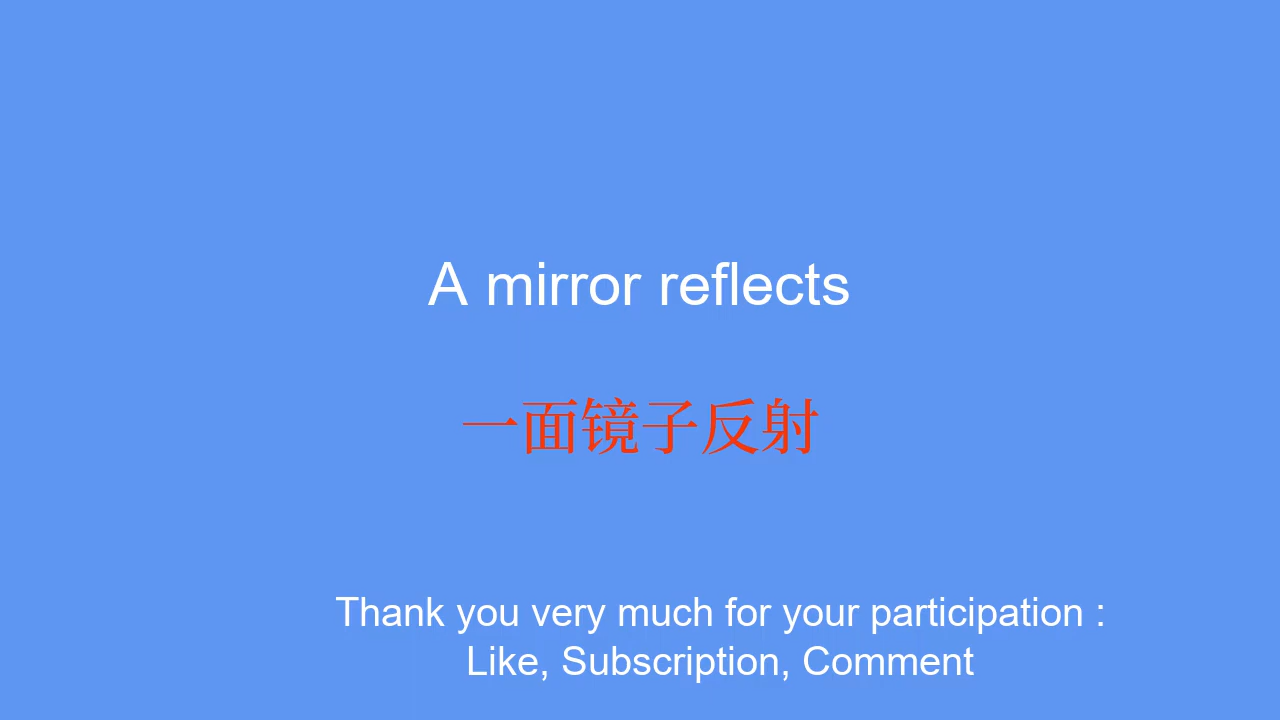 A mirror reflects
一面镜子反射
Thank you very much for your participation :
Like, Subscription, Comment